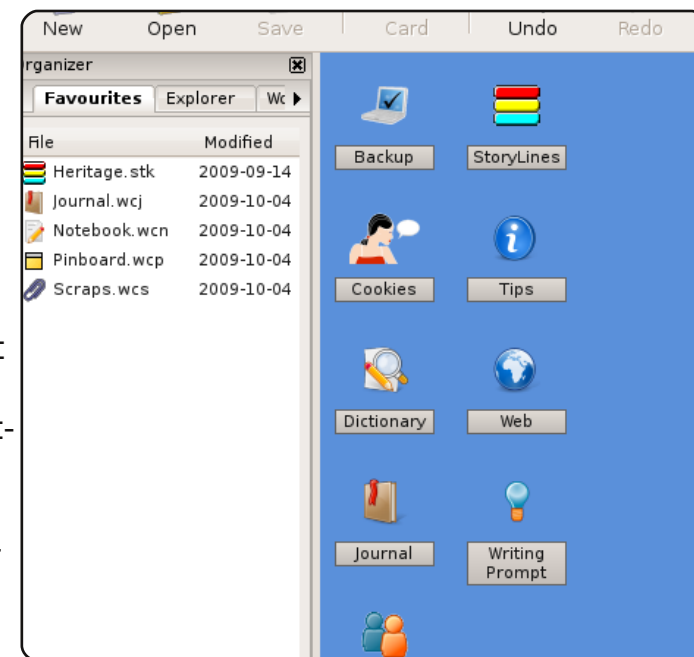 New Open Save Card Undo Redo
rganizer
Favourites Explorer Wo
File Modified
Heritage.stk 2009-09-14
Journal.wcj 2009-10-04
Notebook.wcn 2009-10-04
Pinboard.wcp 2009-10-04
Scraps.wcs 2009-10-04
Backup StoryLines
Cookies Tips
Dictionary Web
Journal Writing
Prompt